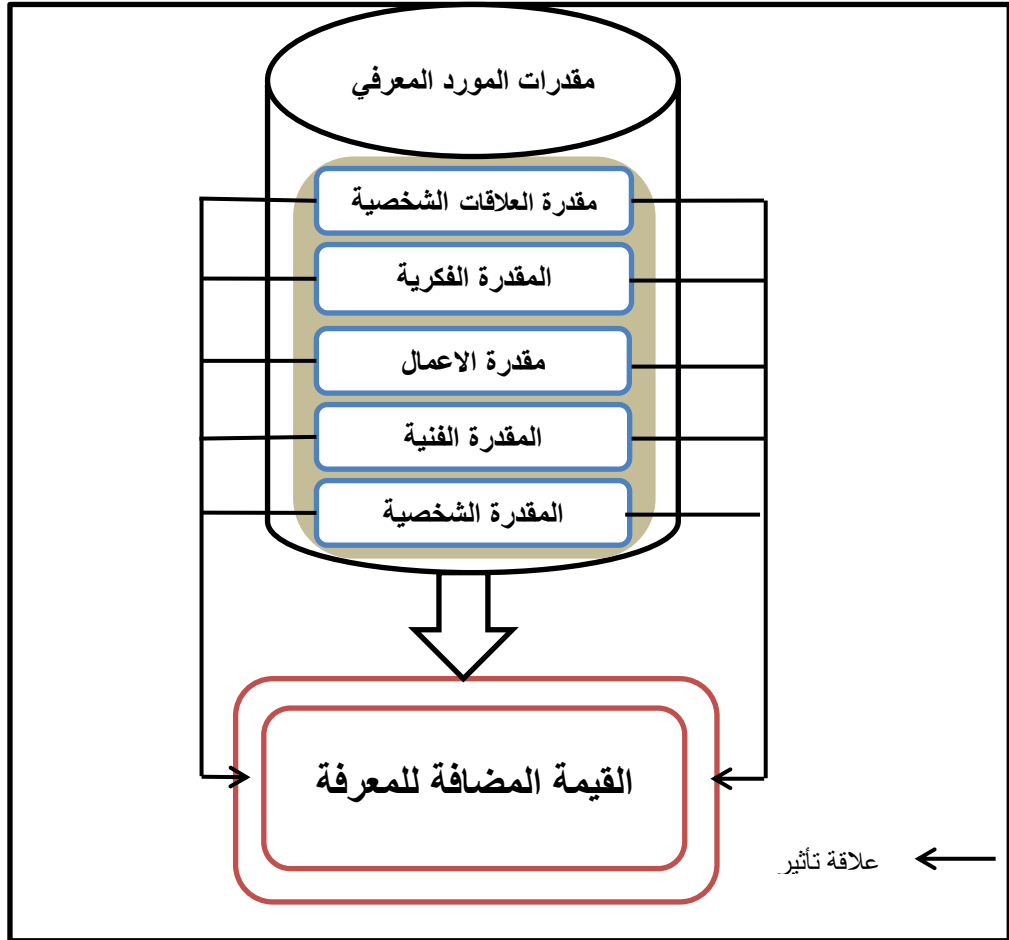 مقدرات المورد المعرفي
مقدرة العلاقات الشخصية
المقدرة الفكرية
مقدرة الاعمال
المقدرة الفنية
المقدرة الشخصية
القيمة المضافة للمعرفة
علاقة تأثير